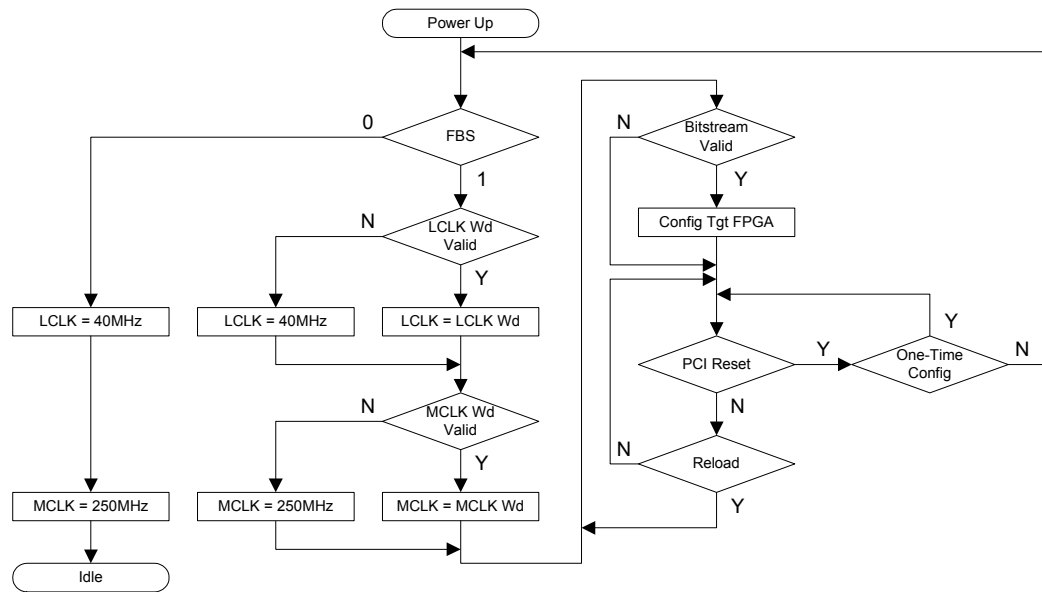 Power Up
FBS
0
1
LCLK Wd
Valid
N
Y
LCLK = 40MHz
LCLK = 40MHz
LCLK = LCLK Wd
MCLK Wd
Valid
N
Y
MCLK = 250MHz
MCLK = 250MHz
MCLK = MCLK Wd
Idle
Bitstream
Valid
N
Y
Config Tgt FPGA
PCI Reset
Y
N
One-Time
Config
Y
N
Reload
N
Y